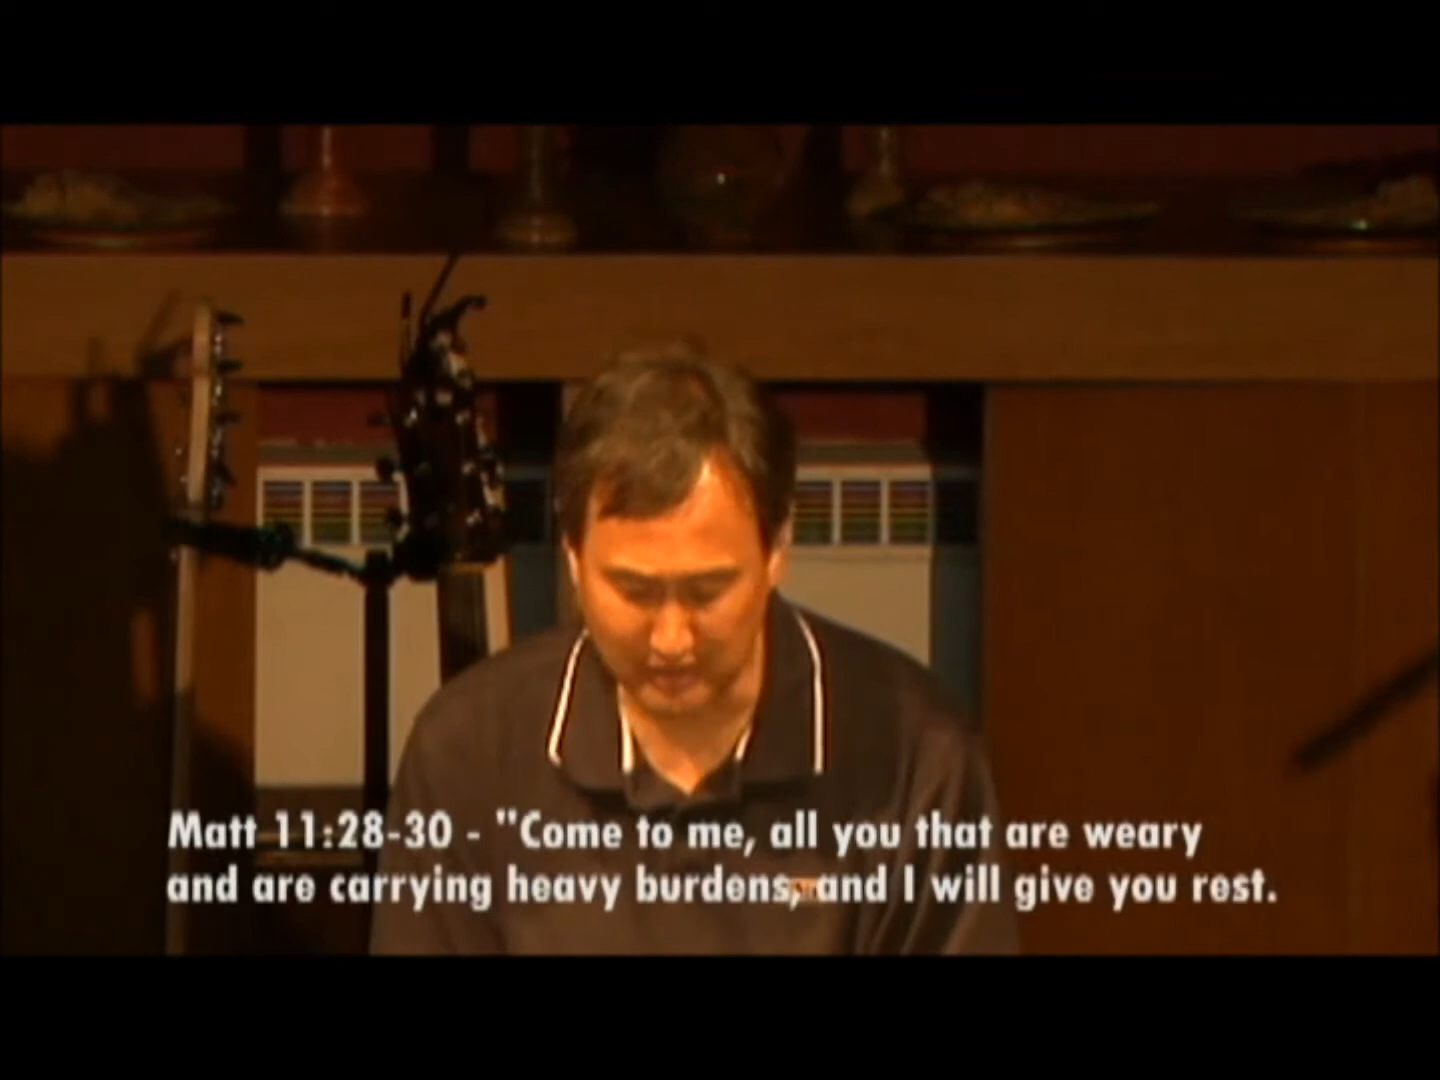 Matt 11:28-30 - "Come to me, all you that are weary
and are carrying heavy burdens, and I will give you rest.